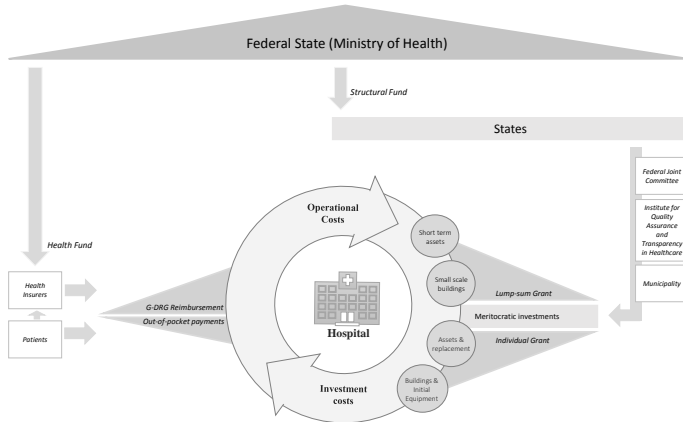 Federal State (Ministry of Health)
Structural Fund
States
Federal Joint
Committee
Institute for
Quality
Assurance
and
Transparency
in Healthcare
Municipality
Health Fund
Health
Insurers
Patients
G-DRG Reimbursement
Out-of-pocket payments
Operational
Costs
Hospital
Investment
costs
Short term
assets
Small scale
buildings
Assets &
replacement
Buildings &
Initial
Equipment
Lump-sum Grant
Meritocratic investments
Individual Grant